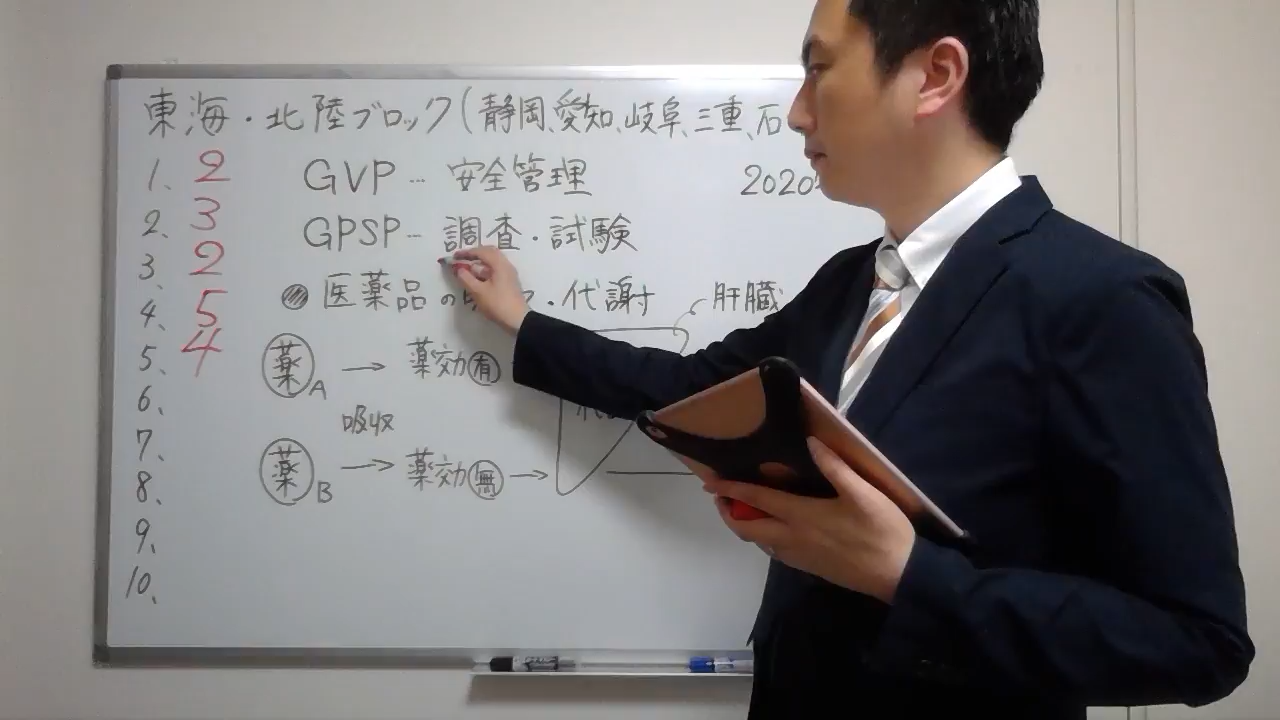 東海・北陸ブロック(静岡、愛知、岐阜、三重、石
1、2
GVP… 安全管理
2020
2、3
GPSP… 調査・試験
3、2
医薬品の
・代謝
肝臓
4、5
5、4
薬A → 薬効有
6、
吸収
7、
薬B → 薬効無 →
8、
9、
10、